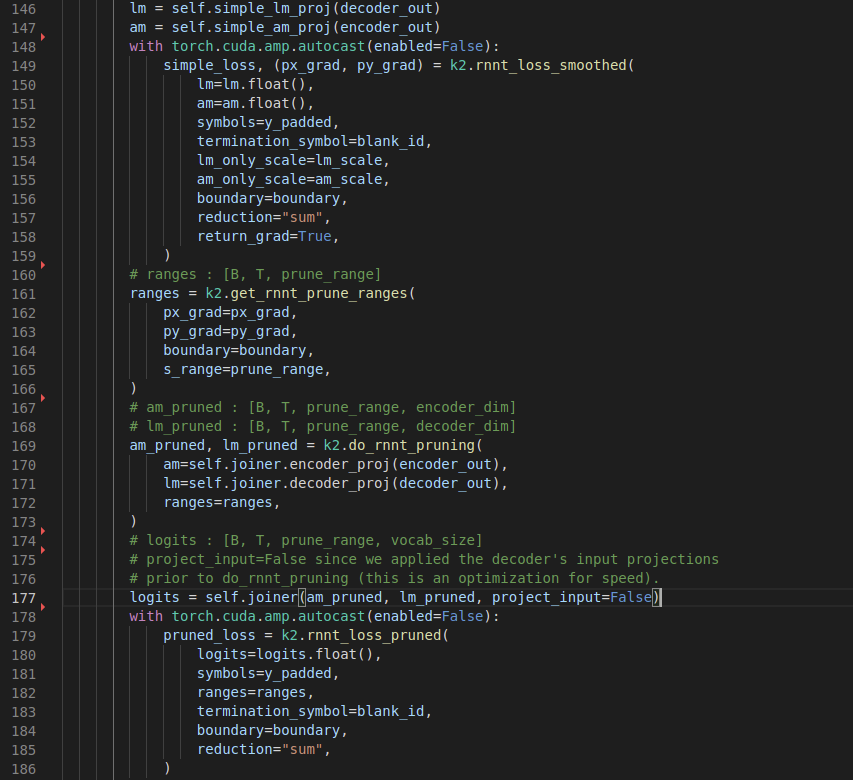 146 lm = self.simple_lm_proj(decoder_out)
147 am = self.simple_am_proj(encoder_out)
148 with torch.cuda.amp.autocast(enabled=False):
149 simple_loss, (px_grad, py_grad) = k2.rnnt_loss_smoothed(
150 lm=lm.float(),
151 am=am.float(),
152 symbols=y_padded,
153 termination_symbol=blank_id,
154 lm_only_scale=lm_scale,
155 am_only_scale=am_scale,
156 boundary=boundary,
157 reduction="sum",
158 return_grad=True,
159 )
160 # ranges : [B, T, prune_range]
161 ranges = k2.get_rnnt_prune_ranges(
162 px_grad=px_grad,
163 py_grad=py_grad,
164 boundary=boundary,
165 s_range=prune_range,
166 )
167 # am_pruned : [B, T, prune_range, encoder_dim]
168 # lm_pruned : [B, T, prune_range, decoder_dim]
169 am_pruned, lm_pruned = k2.do_rnnt_pruning(
170 am=self.joiner.encoder_proj(encoder_out),
171 lm=self.joiner.decoder_proj(decoder_out),
172 ranges=ranges,
173 )
174 # logits : [B, T, prune_range, vocab_size]
175 # project_input=False since we applied the decoder's input projections
176 # prior to do_rnnt_pruning (this is an optimization for speed).
177 logits = self.joiner(am_pruned, lm_pruned, project_input=False)
178 with torch.cuda.amp.autocast(enabled=False):
179 pruned_loss = k2.rnnt_loss_pruned(
180 logits=logits.float(),
181 symbols=y_padded,
182 ranges=ranges,
183 termination_symbol=blank_id,
184 boundary=boundary,
185 reduction="sum",
186 )